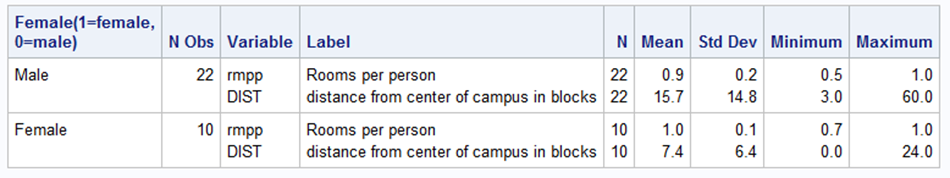 Female(1=female,
0=male) N Obs Variable Label N Mean Std Dev Minimum Maximum
Male 22 rmpp Rooms per person 22 0.9 0.2 0.5 1.0
DIST distance from center of campus in blocks 22 15.7 14.8 3.0 60.0
Female 10 rmpp Rooms per person 10 1.0 0.1 0.7 1.0
DIST distance from center of campus in blocks 10 7.4 6.4 0.0 24.0